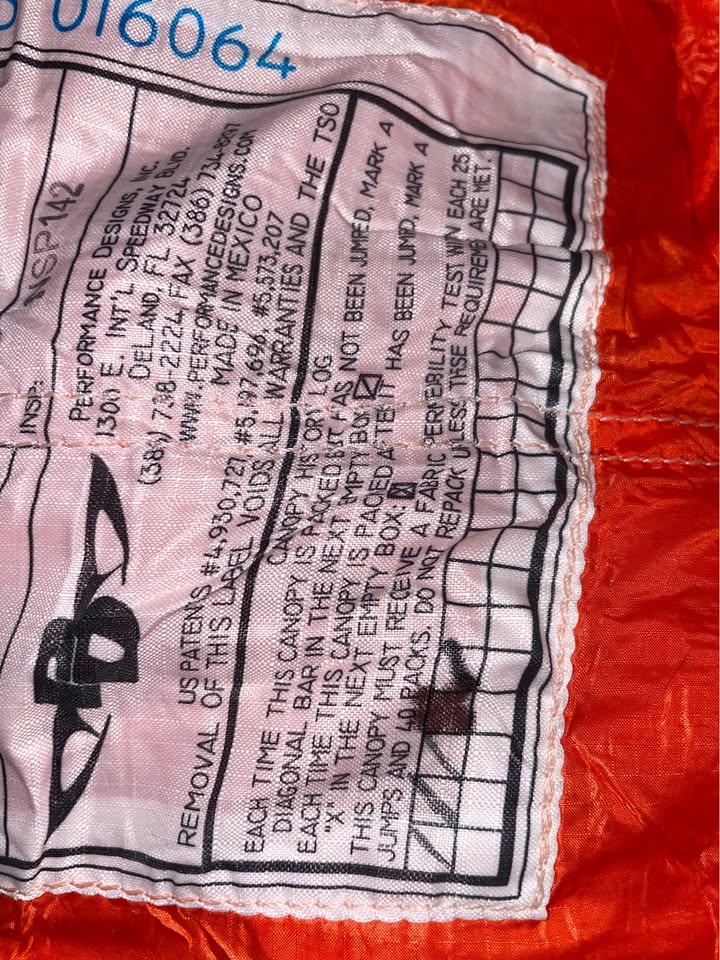 016064
INSP:
NSP142
PERFORMANCE DESIGNS, INC.
1300 E. INT'L SPEEDWAY BLVD.
DELAND, FL 32724
(386) 738-2224, FAX (386) 734-8297
WWW.PERFORMANCEDESIGNS.COM
MADE IN MEXICO
US PATENTS #4,930,727, #5,197,696, #5,573,207
REMOVAL OF THIS LABEL VOIDS ALL WARRANTIES AND THE TSO
CANOPY HISTORY LOG
EACH TIME THIS CANOPY IS PACKED BUT HAS NOT BEEN JUMPED, MARK A
DIAGONAL BAR IN THE NEXT EMPTY BOX
EACH TIME THIS CANOPY IS PACKED AFTER IT HAS BEEN JUMPED, MARK A
"X" IN THE NEXT EMPTY BOX:
THIS CANOPY MUST RECEIVE A FABRIC PERMEABILITY TEST WHEN EACH 25
JUMPS AND 40 PACKS. DO NOT REPACK UNLESS THESE REQUIREMENTS ARE MET.